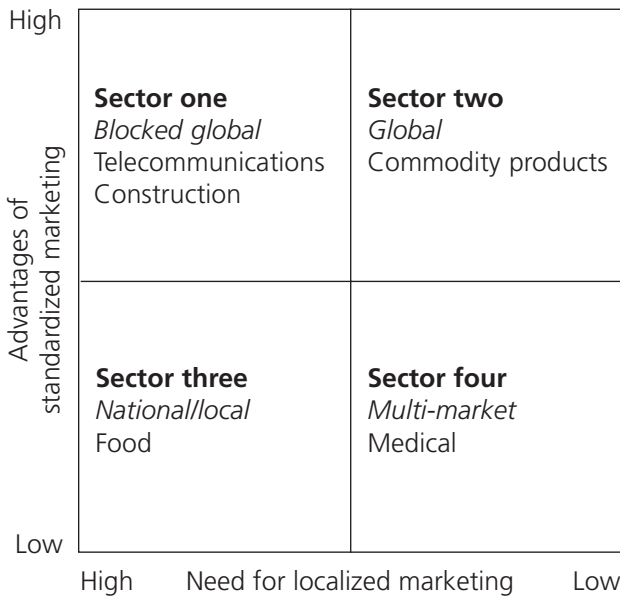 High
Advantages of
standardized marketing
Sector one
Blocked global
Telecommunications
Construction
Sector two
Global
Commodity products
Sector three
National/local
Food
Sector four
Multi-market
Medical
Low
High Need for localized marketing Low